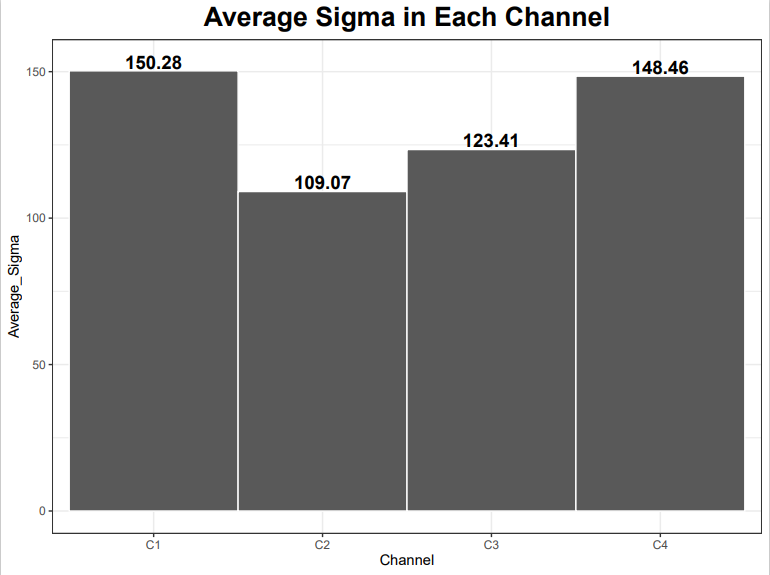 Average Sigma in Each Channel
150.28
109.07
123.41
148.46
150
100
50
0
Average_Sigma
C1 C2 C3 C4
Channel